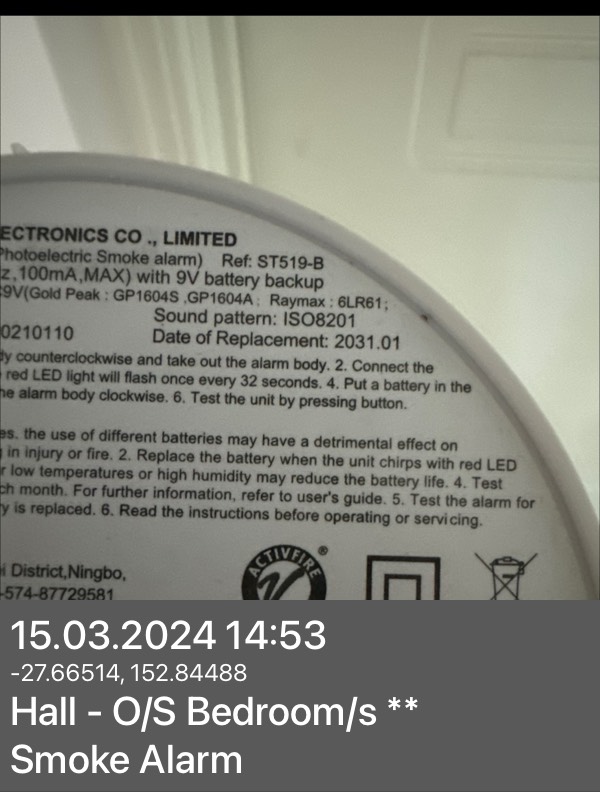 ECTRONICS CO ., LIMITED
Photoelectric Smoke alarm) Ref: ST519-B
z,100mA,MAX) with 9V battery backup
9V(Gold Peak : GP1604S ,GP1604A ; Raymax : 6LR61;
Sound pattern: ISO8201
0210110 Date of Replacement: 2031.01
dy counterclockwise and take out the alarm body. 2. Connect the
red LED light will flash once every 32 seconds. 4. Put a battery in the
he alarm body clockwise. 6. Test the unit by pressing button.
es. the use of different batteries may have a detrimental effect on
in injury or fire. 2. Replace the battery when the unit chirps with red LED
r low temperatures or high humidity may reduce the battery life. 4. Test
ch month. For further information, refer to user's guide. 5. Test the alarm for
y is replaced. 6. Read the instructions before operating or servicing.
ei District,Ningbo,
-574-87729581
ACTIVFIRE ®
15.03.2024 14:53
-27.66514, 152.84488
Hall - O/S Bedroom/s **
Smoke Alarm